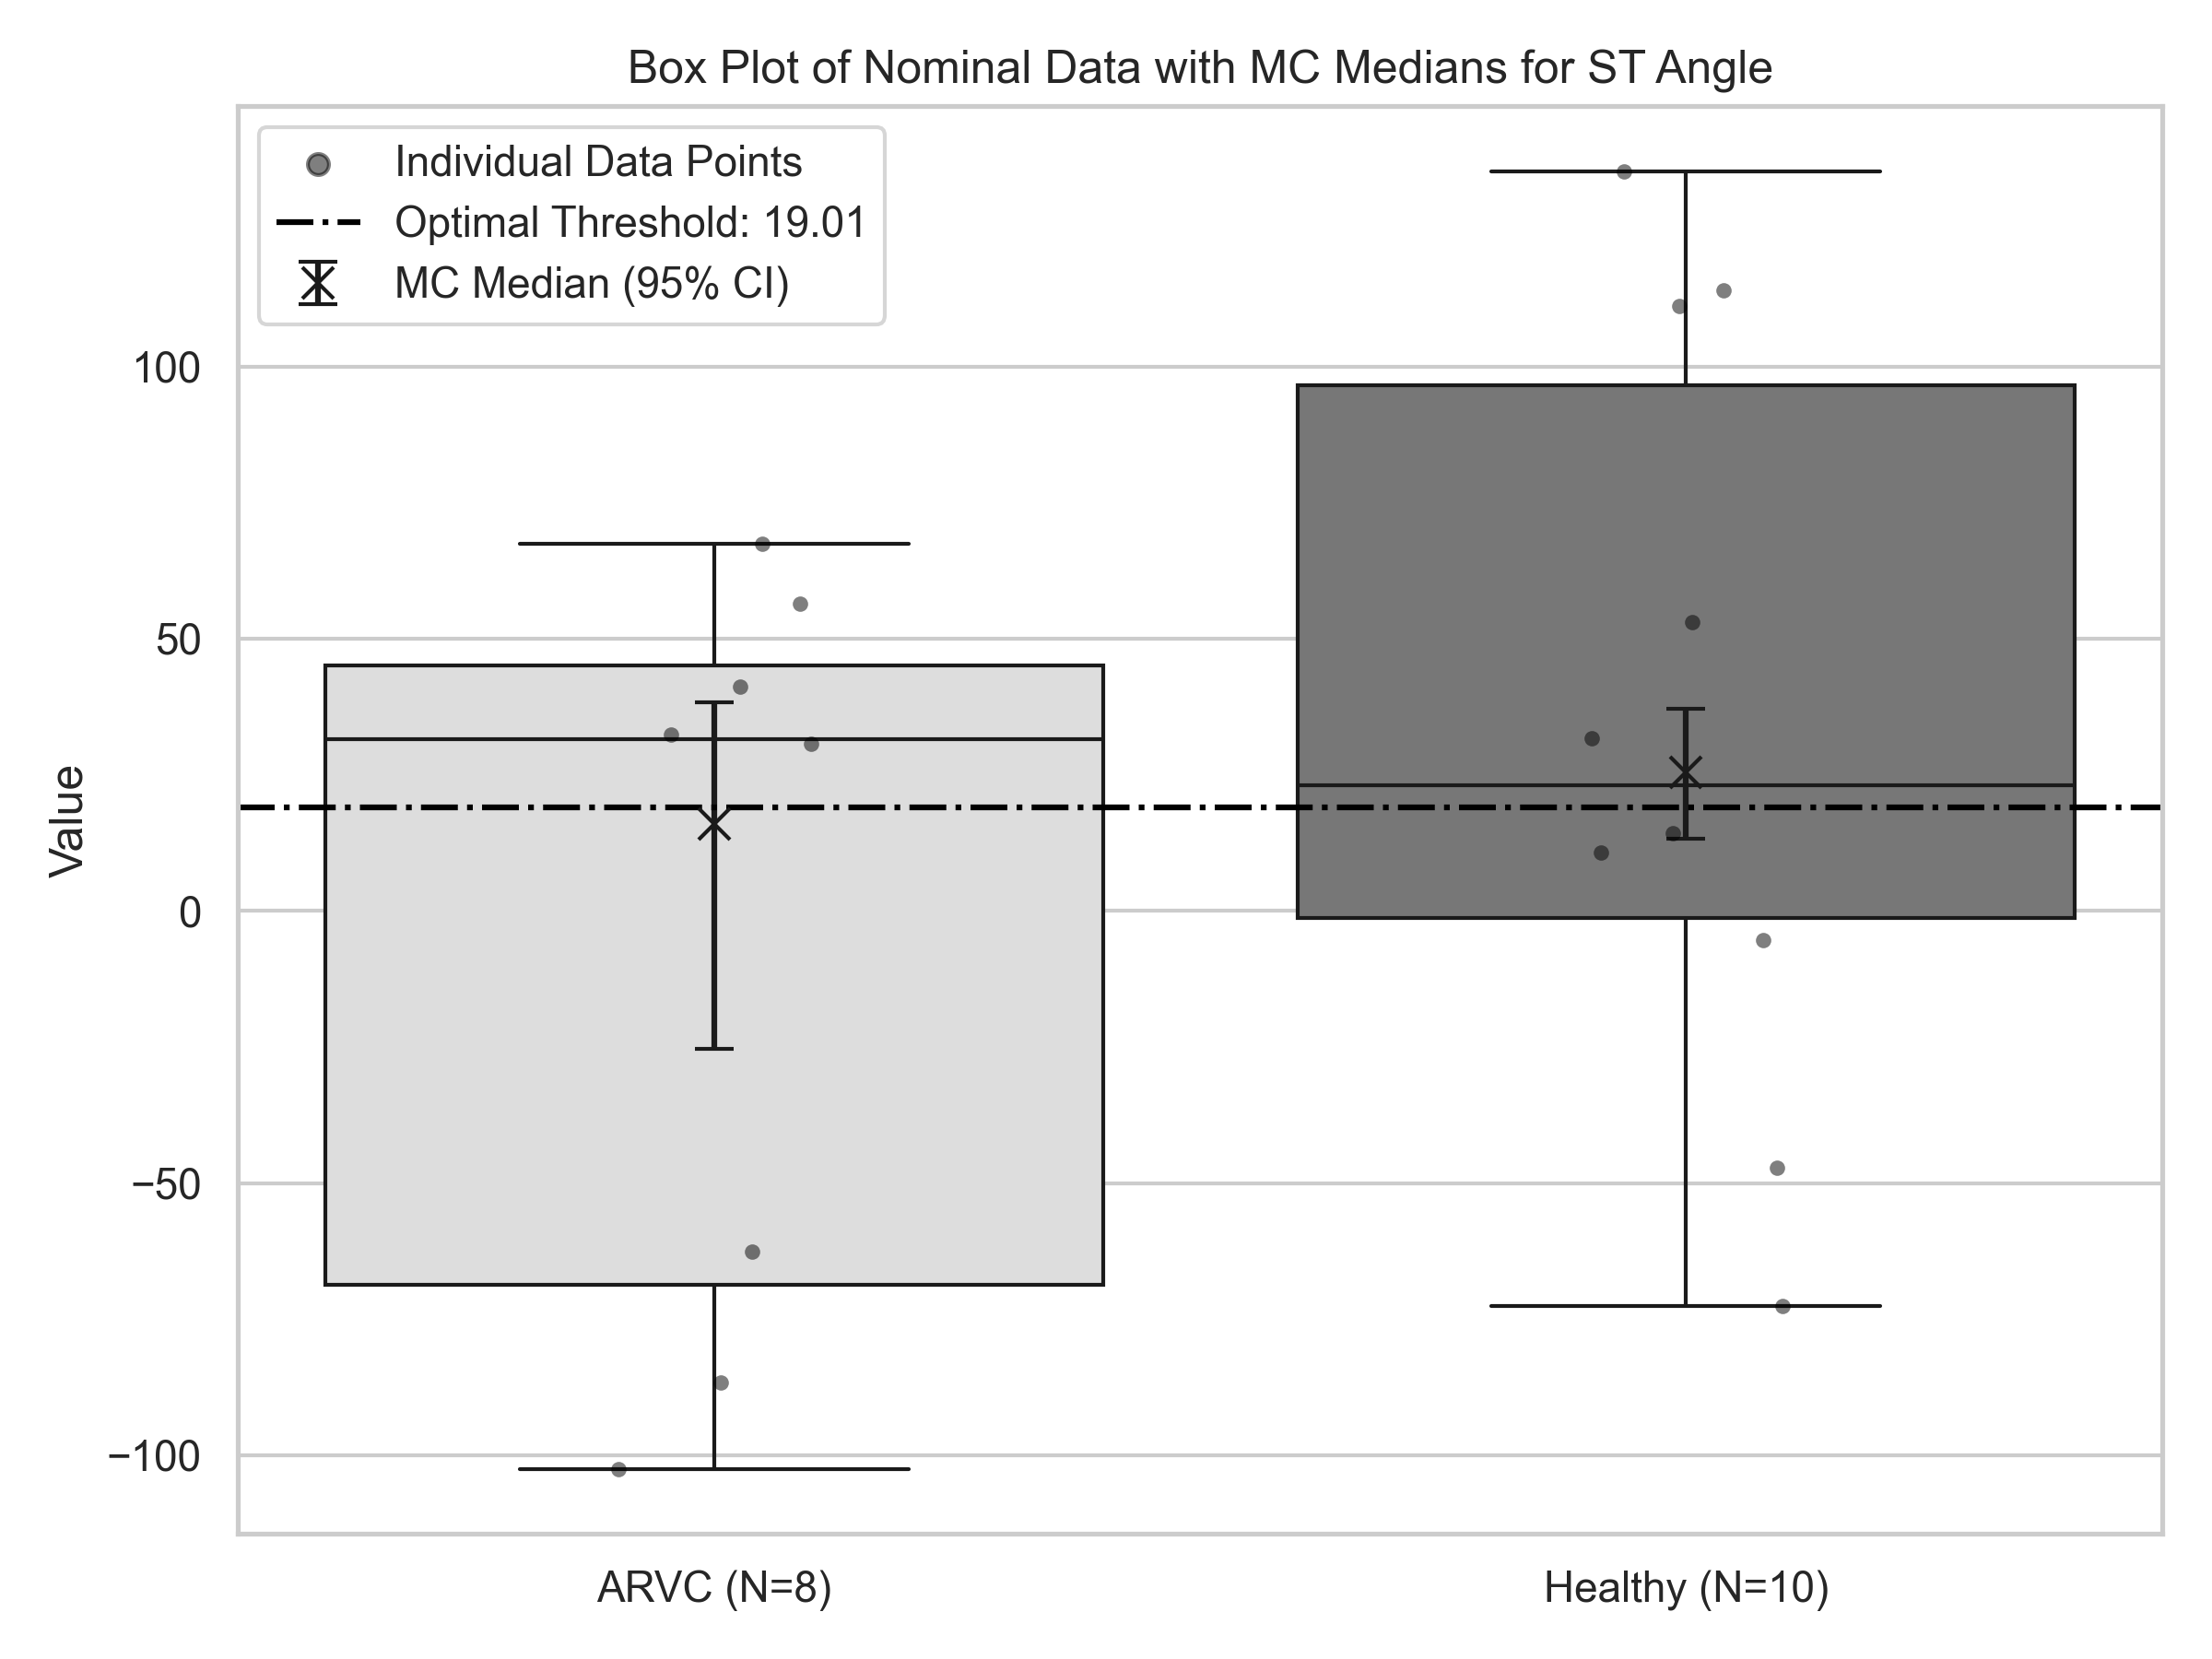 Box Plot of Nominal Data with MC Medians for ST Angle
Individual Data Points
Optimal Threshold: 19.01
MC Median (95% CI)
Value
100
50
0
−50
−100
ARVC (N=8)
Healthy (N=10)